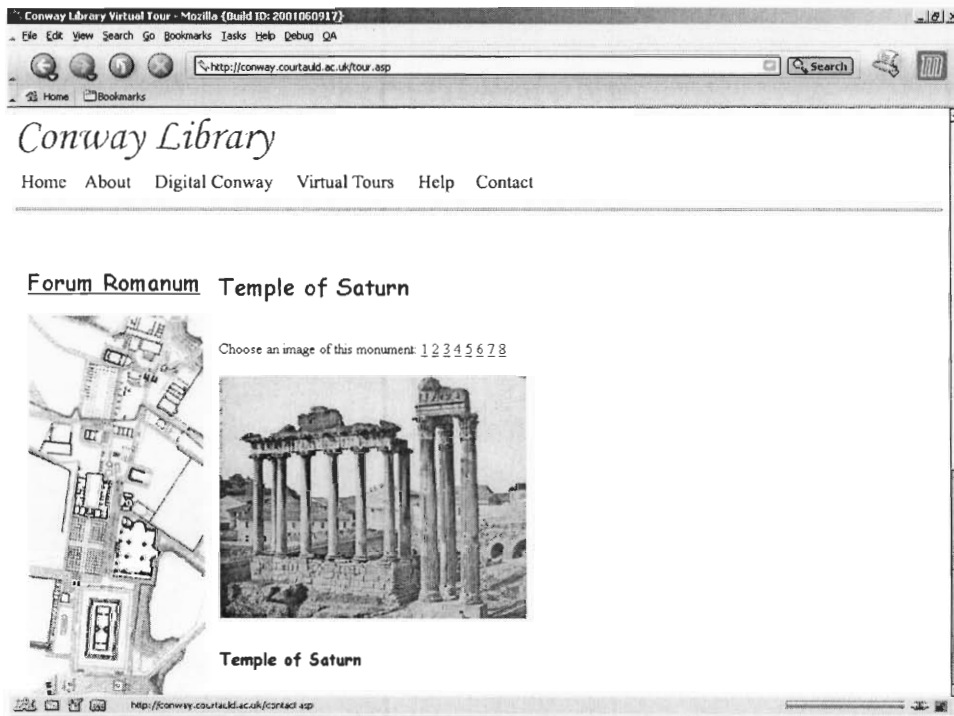 Conway Library Virtual Tour - Mozilla {Build ID: 2001060917}
File Edit View Search Go Bookmarks Tasks Help Debug QA
http://conway.courtauld.ac.uk/tour.asp Search
Home Bookmarks
Conway Library
Home About Digital Conway Virtual Tours Help Contact
Forum Romanum
Temple of Saturn
Choose an image of this monument: 1 2 3 4 5 6 7 8
Temple of Saturn
http://conway.courtauld.ac.uk/contact.asp